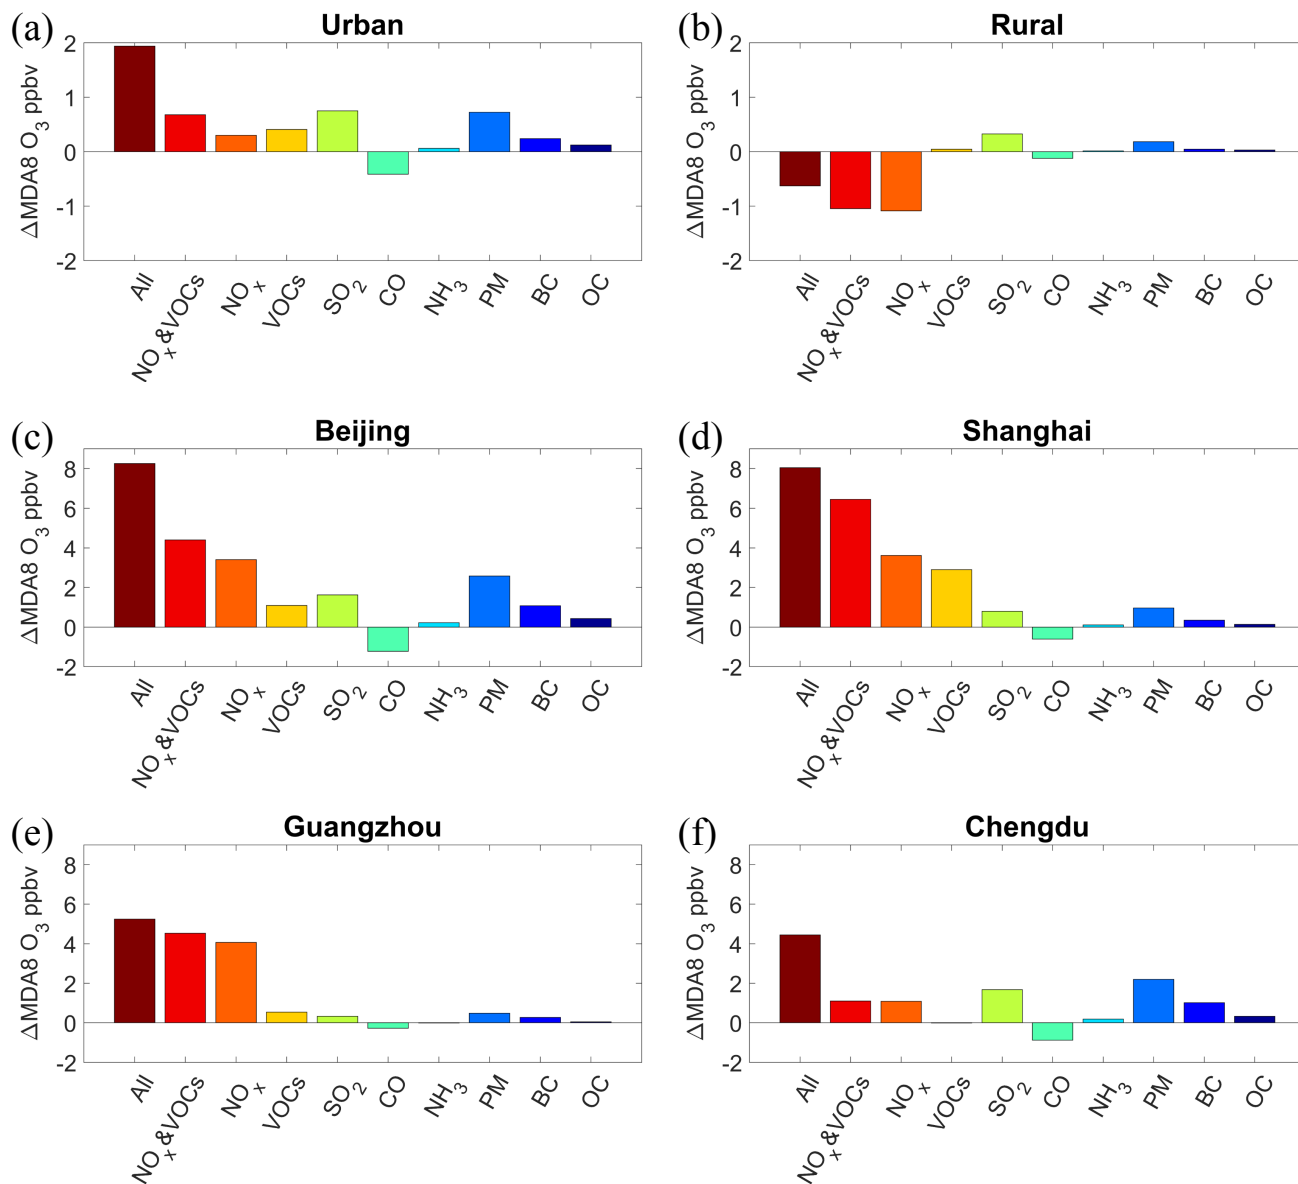 (a) Urban
ΔMDA8 O3 ppbv
2
1
0
-1
-2
All NOx&VOCs NOx VOCs SO2 CO NH3 PM BC OC
(b) Rural
ΔMDA8 O3 ppbv
2
1
0
-1
-2
All NOx&VOCs NOx VOCs SO2 CO NH3 PM BC OC
(c) Beijing
ΔMDA8 O3 ppbv
8
6
4
2
0
-2
All NOx&VOCs NOx VOCs SO2 CO NH3 PM BC OC
(d) Shanghai
ΔMDA8 O3 ppbv
8
6
4
2
0
-2
All NOx&VOCs NOx VOCs SO2 CO NH3 PM BC OC
(e) Guangzhou
ΔMDA8 O3 ppbv
8
6
4
2
0
-2
All NOx&VOCs NOx VOCs SO2 CO NH3 PM BC OC
(f) Chengdu
ΔMDA8 O3 ppbv
8
6
4
2
0
-2
All NOx&VOCs NOx VOCs SO2 CO NH3 PM BC OC